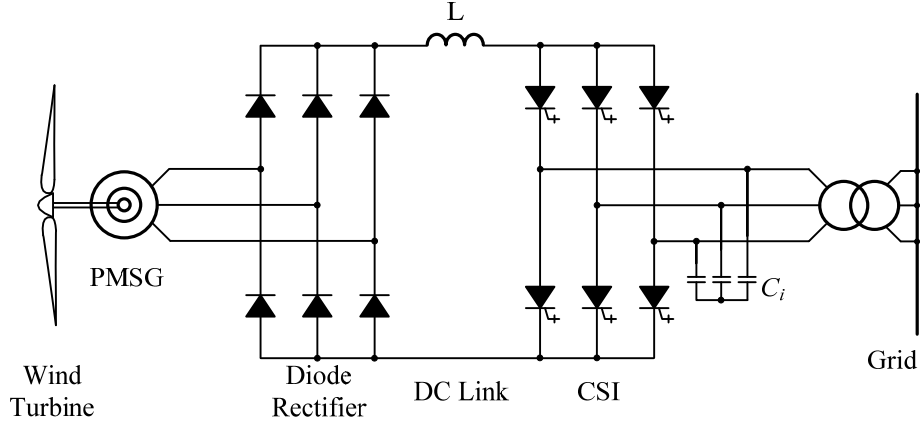 L
PMSG
C_i
Wind
Turbine
Diode
Rectifier
DC Link
CSI
Grid